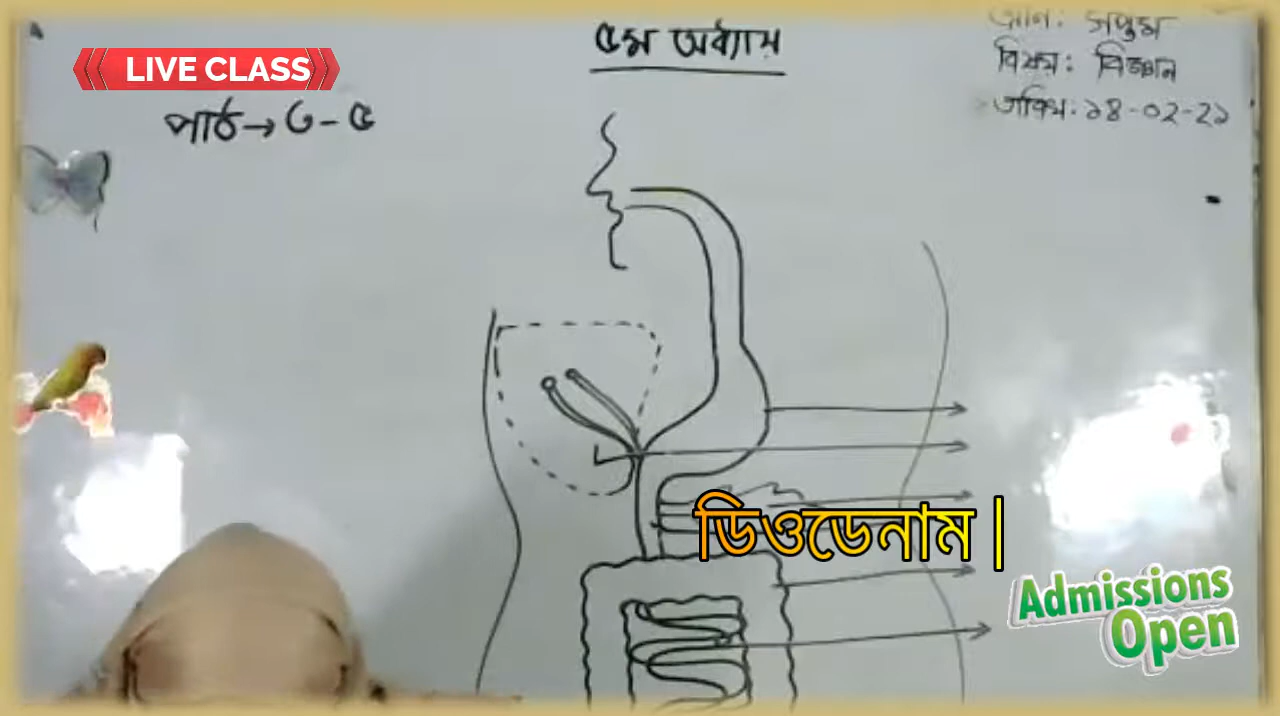 LIVE CLASS
৫ম অধ্যায়
পাঠ→৩-৫
সপ্তম
বিষয়: বিজ্ঞান
তারিখ:১৪-০২-২১
ডিওডেনাম |
Admissions
Open